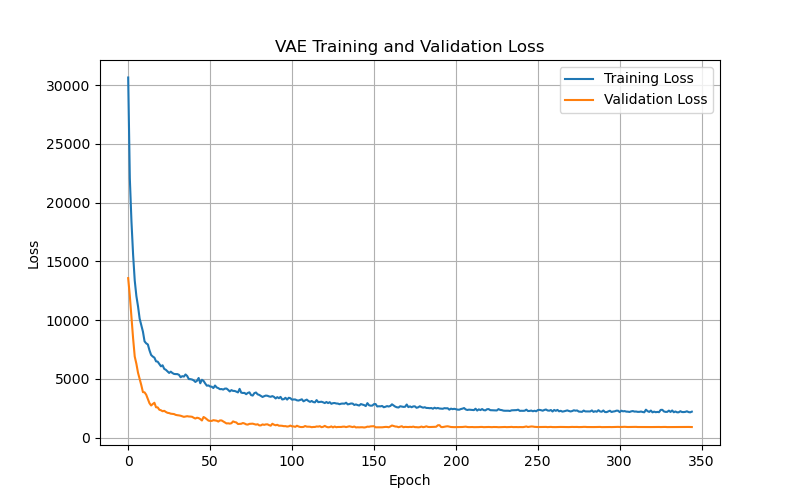 VAE Training and Validation Loss
Training Loss
Validation Loss
30000
25000
20000
15000
10000
5000
0
Loss
0 50 100 150 200 250 300 350
Epoch